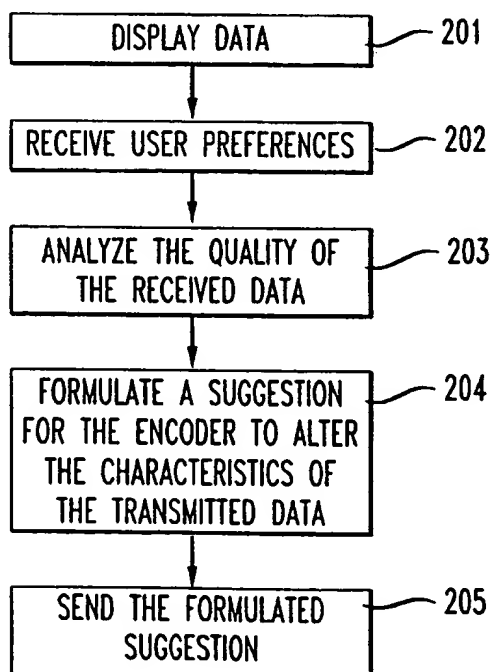 DISPLAY DATA
201
RECEIVE USER PREFERENCES
202
ANALYZE THE QUALITY OF
THE RECEIVED DATA
203
FORMULATE A SUGGESTION
FOR THE ENCODER TO ALTER
THE CHARACTERISTICS OF
THE TRANSMITTED DATA
204
SEND THE FORMULATED
SUGGESTION
205